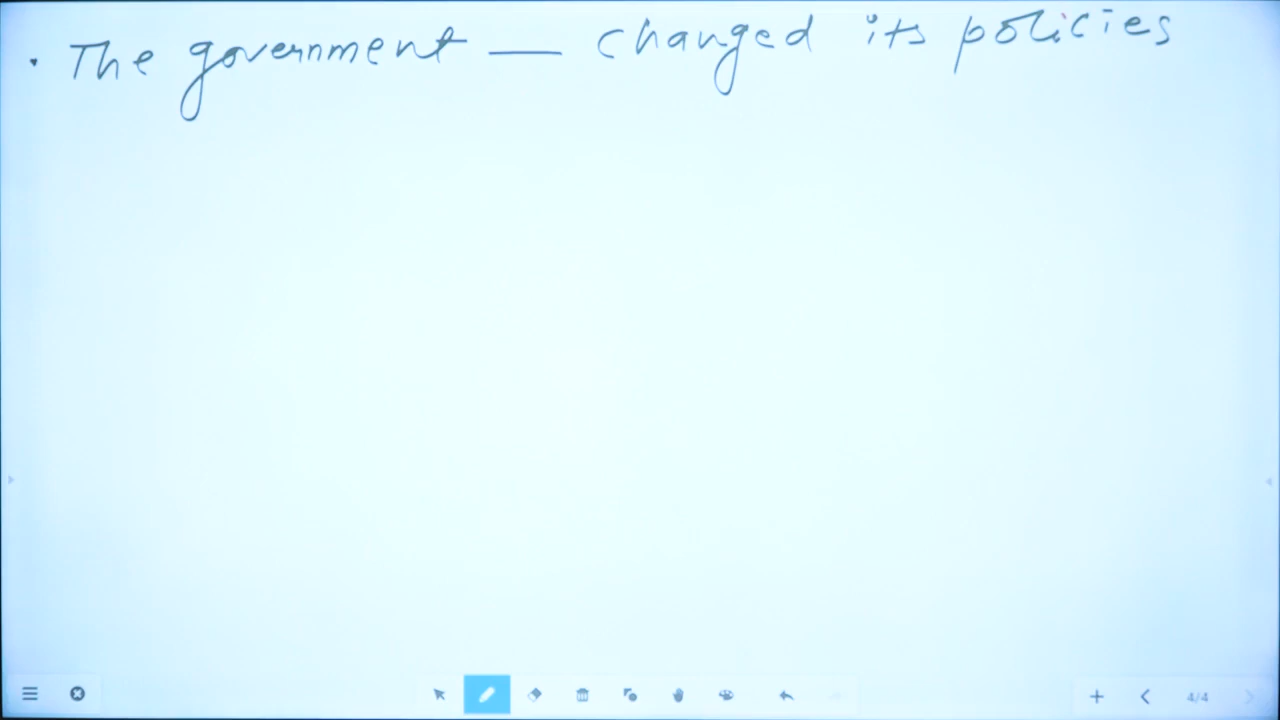 . The government — changed its policies
4/4